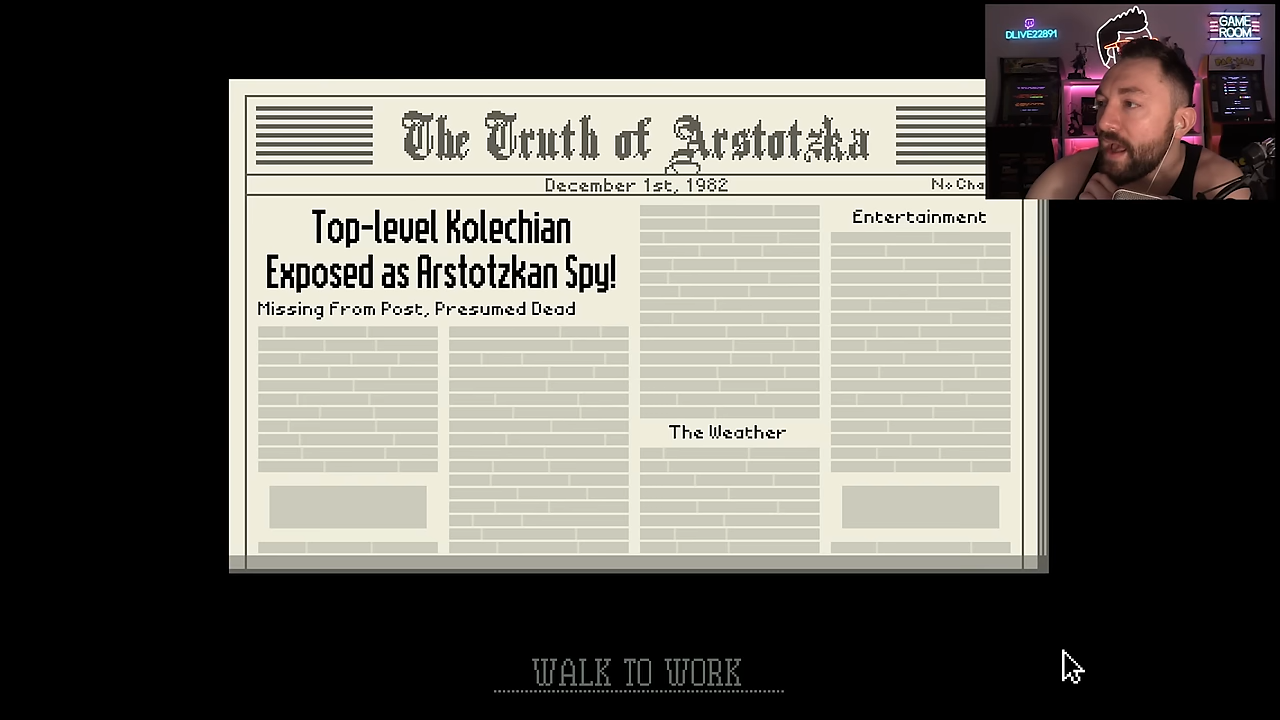 DLIVE22891
GAME
ROOM
The Truth of Arstotzka
December 1st, 1982
Top-level Kolechian
Exposed as Arstotzkan Spy!
Missing From Post, Presumed Dead
The Weather
Entertainment
WALK TO WORK